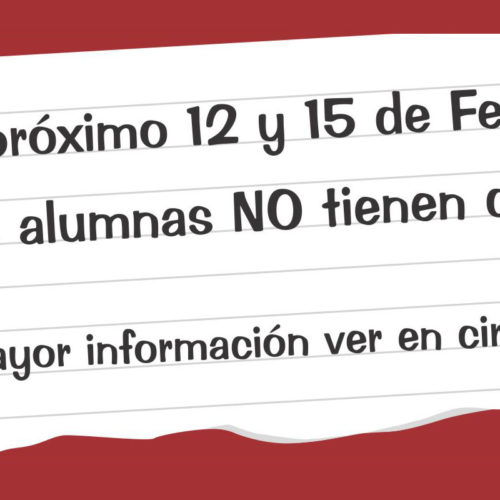 próximo 12 y 15 de Fe
alumnas NO tienen
ayor información ver en cir